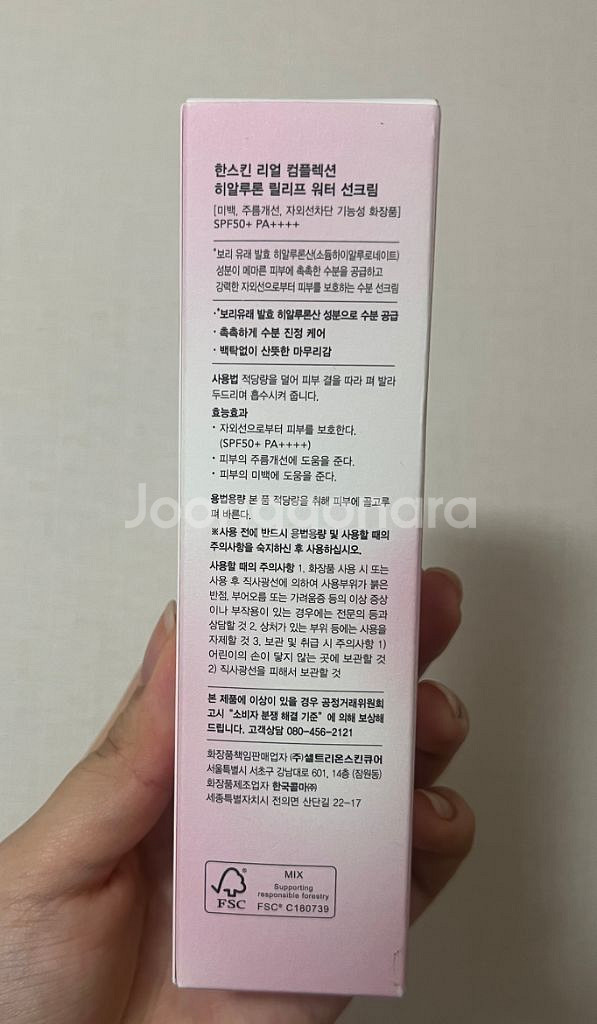 한스킨 리얼 컴플렉션
히알루론 릴리프 워터 선크림
[미백, 주름개선, 자외선차단 기능성 화장품]
SPF50+ PA++++
*보리 유래 발효 히알루론산(소듐하이알루로네이트)
성분이 메마른 피부에 촉촉한 수분을 공급하고
강력한 자외선으로부터 피부를 보호하는 수분 선크림
·*보리유래 발효 히알루론산 성분으로 수분 공급
· 촉촉하게 수분 진정 케어
· 백탁없이 산뜻한 마무리감
사용법 적당량을 덜어 피부 결을 따라 펴 발라
두드리며 흡수시켜 줍니다.
효능효과
· 자외선으로부터 피부를 보호한다.
(SPF50+ PA++++)
· 피부의 주름개선에 도움을 준다.
· 피부의 미백에 도움을 준다.
용법용량 본 품 적당량을 취해 피부에 골고루
펴 바른다.
Joonggonara
※사용 전에 반드시 용법용량 및 사용할 때의
주의사항을 숙지하신 후 사용하십시오.
사용할 때의 주의사항 1. 화장품 사용 시 또는
사용 후 직사광선에 의하여 사용부위가 붉은
반점, 부어오름 또는 가려움증 등의 이상 증상
이나 부작용이 있는 경우에는 전문의 등과
상담할 것 2. 상처가 있는 부위 등에는 사용을
자제할 것 3. 보관 및 취급 시 주의사항 1)
어린이의 손이 닿지 않는 곳에 보관할 것
2) 직사광선을 피해서 보관할 것
본 제품에 이상이 있을 경우 공정거래위원회
고시 "소비자 분쟁 해결 기준" 에 의해 보상해
드립니다. 고객상담 080-456-2121
화장품책임판매업자 ㈜셀트리온스킨큐어
서울특별시 서초구 강남대로 601, 14층 (잠원동)
화장품제조업자 한국콜마㈜
세종특별자치시 전의면 산단길 22-17
FSC
MIX
Supporting
responsible forestry
FSC® C180739